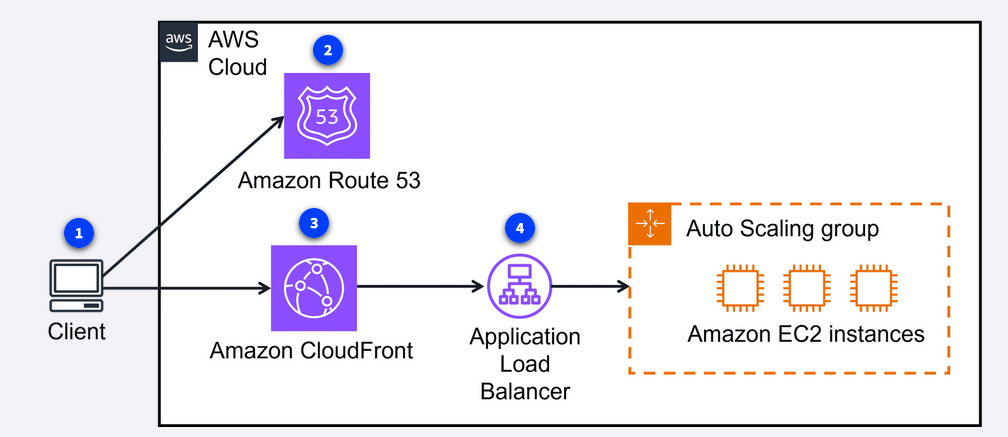 aws
AWS
Cloud
2
53
Amazon Route 53
1
Client
3
Amazon CloudFront
4
Application
Load
Balancer
Auto Scaling group
Amazon EC2 instances